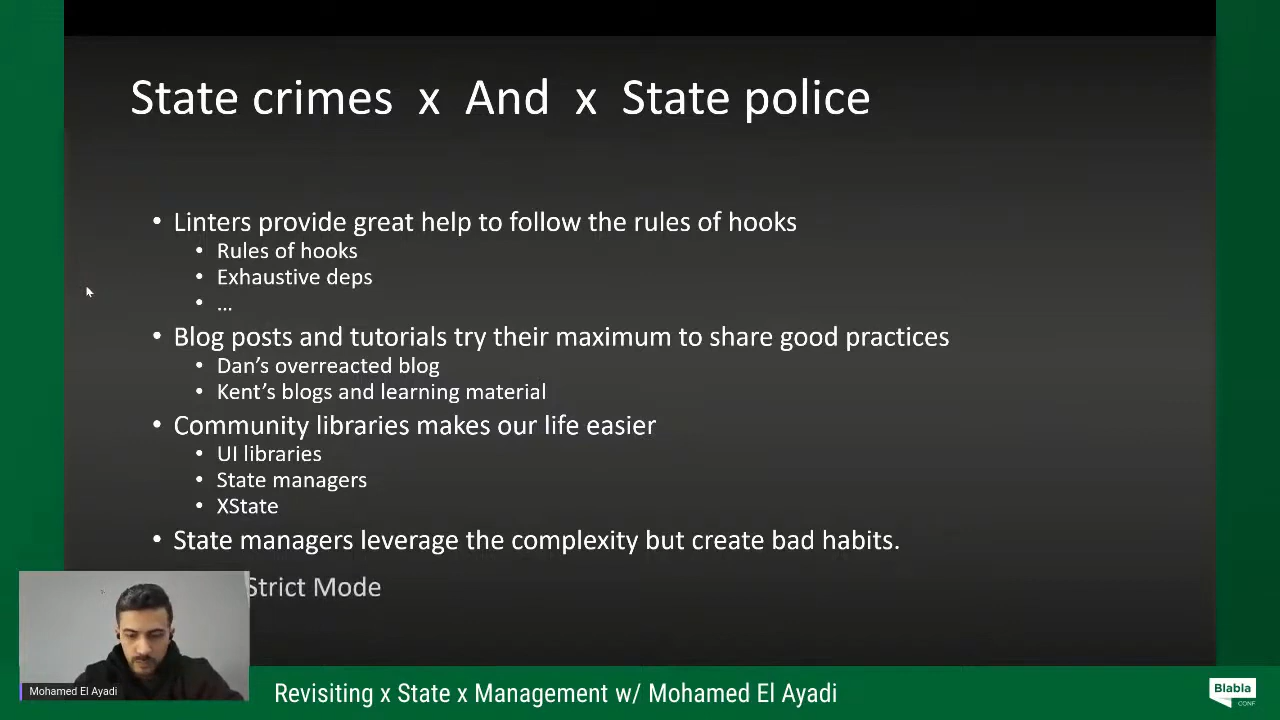 State crimes x And x State police
• Linters provide great help to follow the rules of hooks
• Rules of hooks
• Exhaustive deps
• ...
• Blog posts and tutorials try their maximum to share good practices
• Dan's overreacted blog
• Kent's blogs and learning material
• Community libraries makes our life easier
• UI libraries
• State managers
• XState
• State managers leverage the complexity but create bad habits.
Strict Mode
Mohamed El Ayadi
Revisiting x State x Management w/ Mohamed El Ayadi
Blabla
CONF